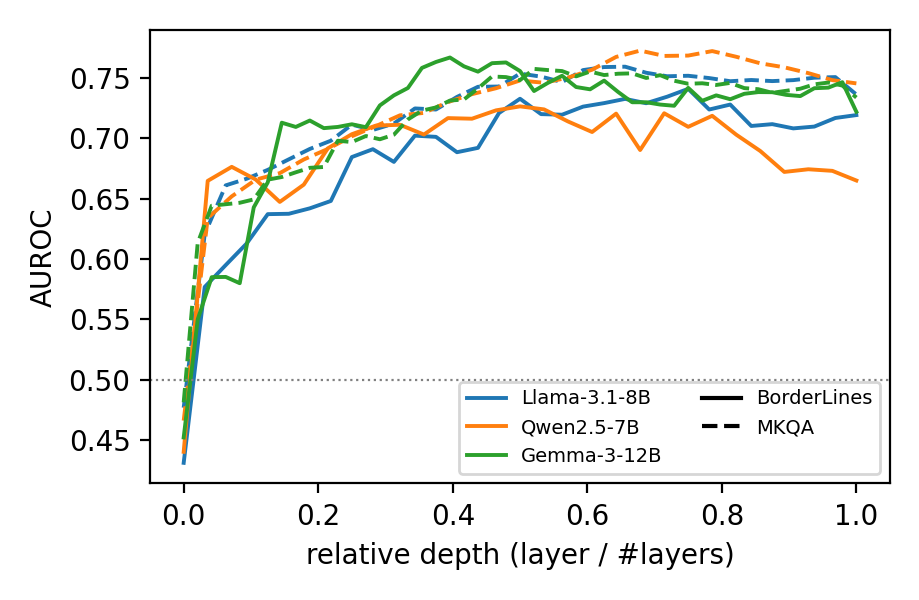 AUROC
0.75
0.70
0.65
0.60
0.55
0.50
0.45
Llama-3.1-8B
Qwen2.5-7B
Gemma-3-12B
BorderLines
MKQA
0.0 0.2 0.4 0.6 0.8 1.0
relative depth (layer / #layers)